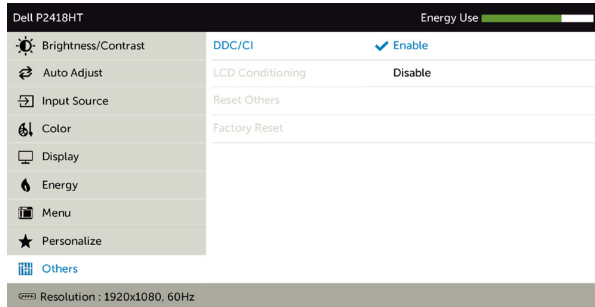 Dell P2418HT
Energy Use
Brightness/Contrast
DDC/CI
Enable
Auto Adjust
LCD Conditioning
Disable
Input Source
Reset Others
Color
Factory Reset
Display
Energy
Menu
Personalize
Others
Resolution : 1920x1080, 60Hz